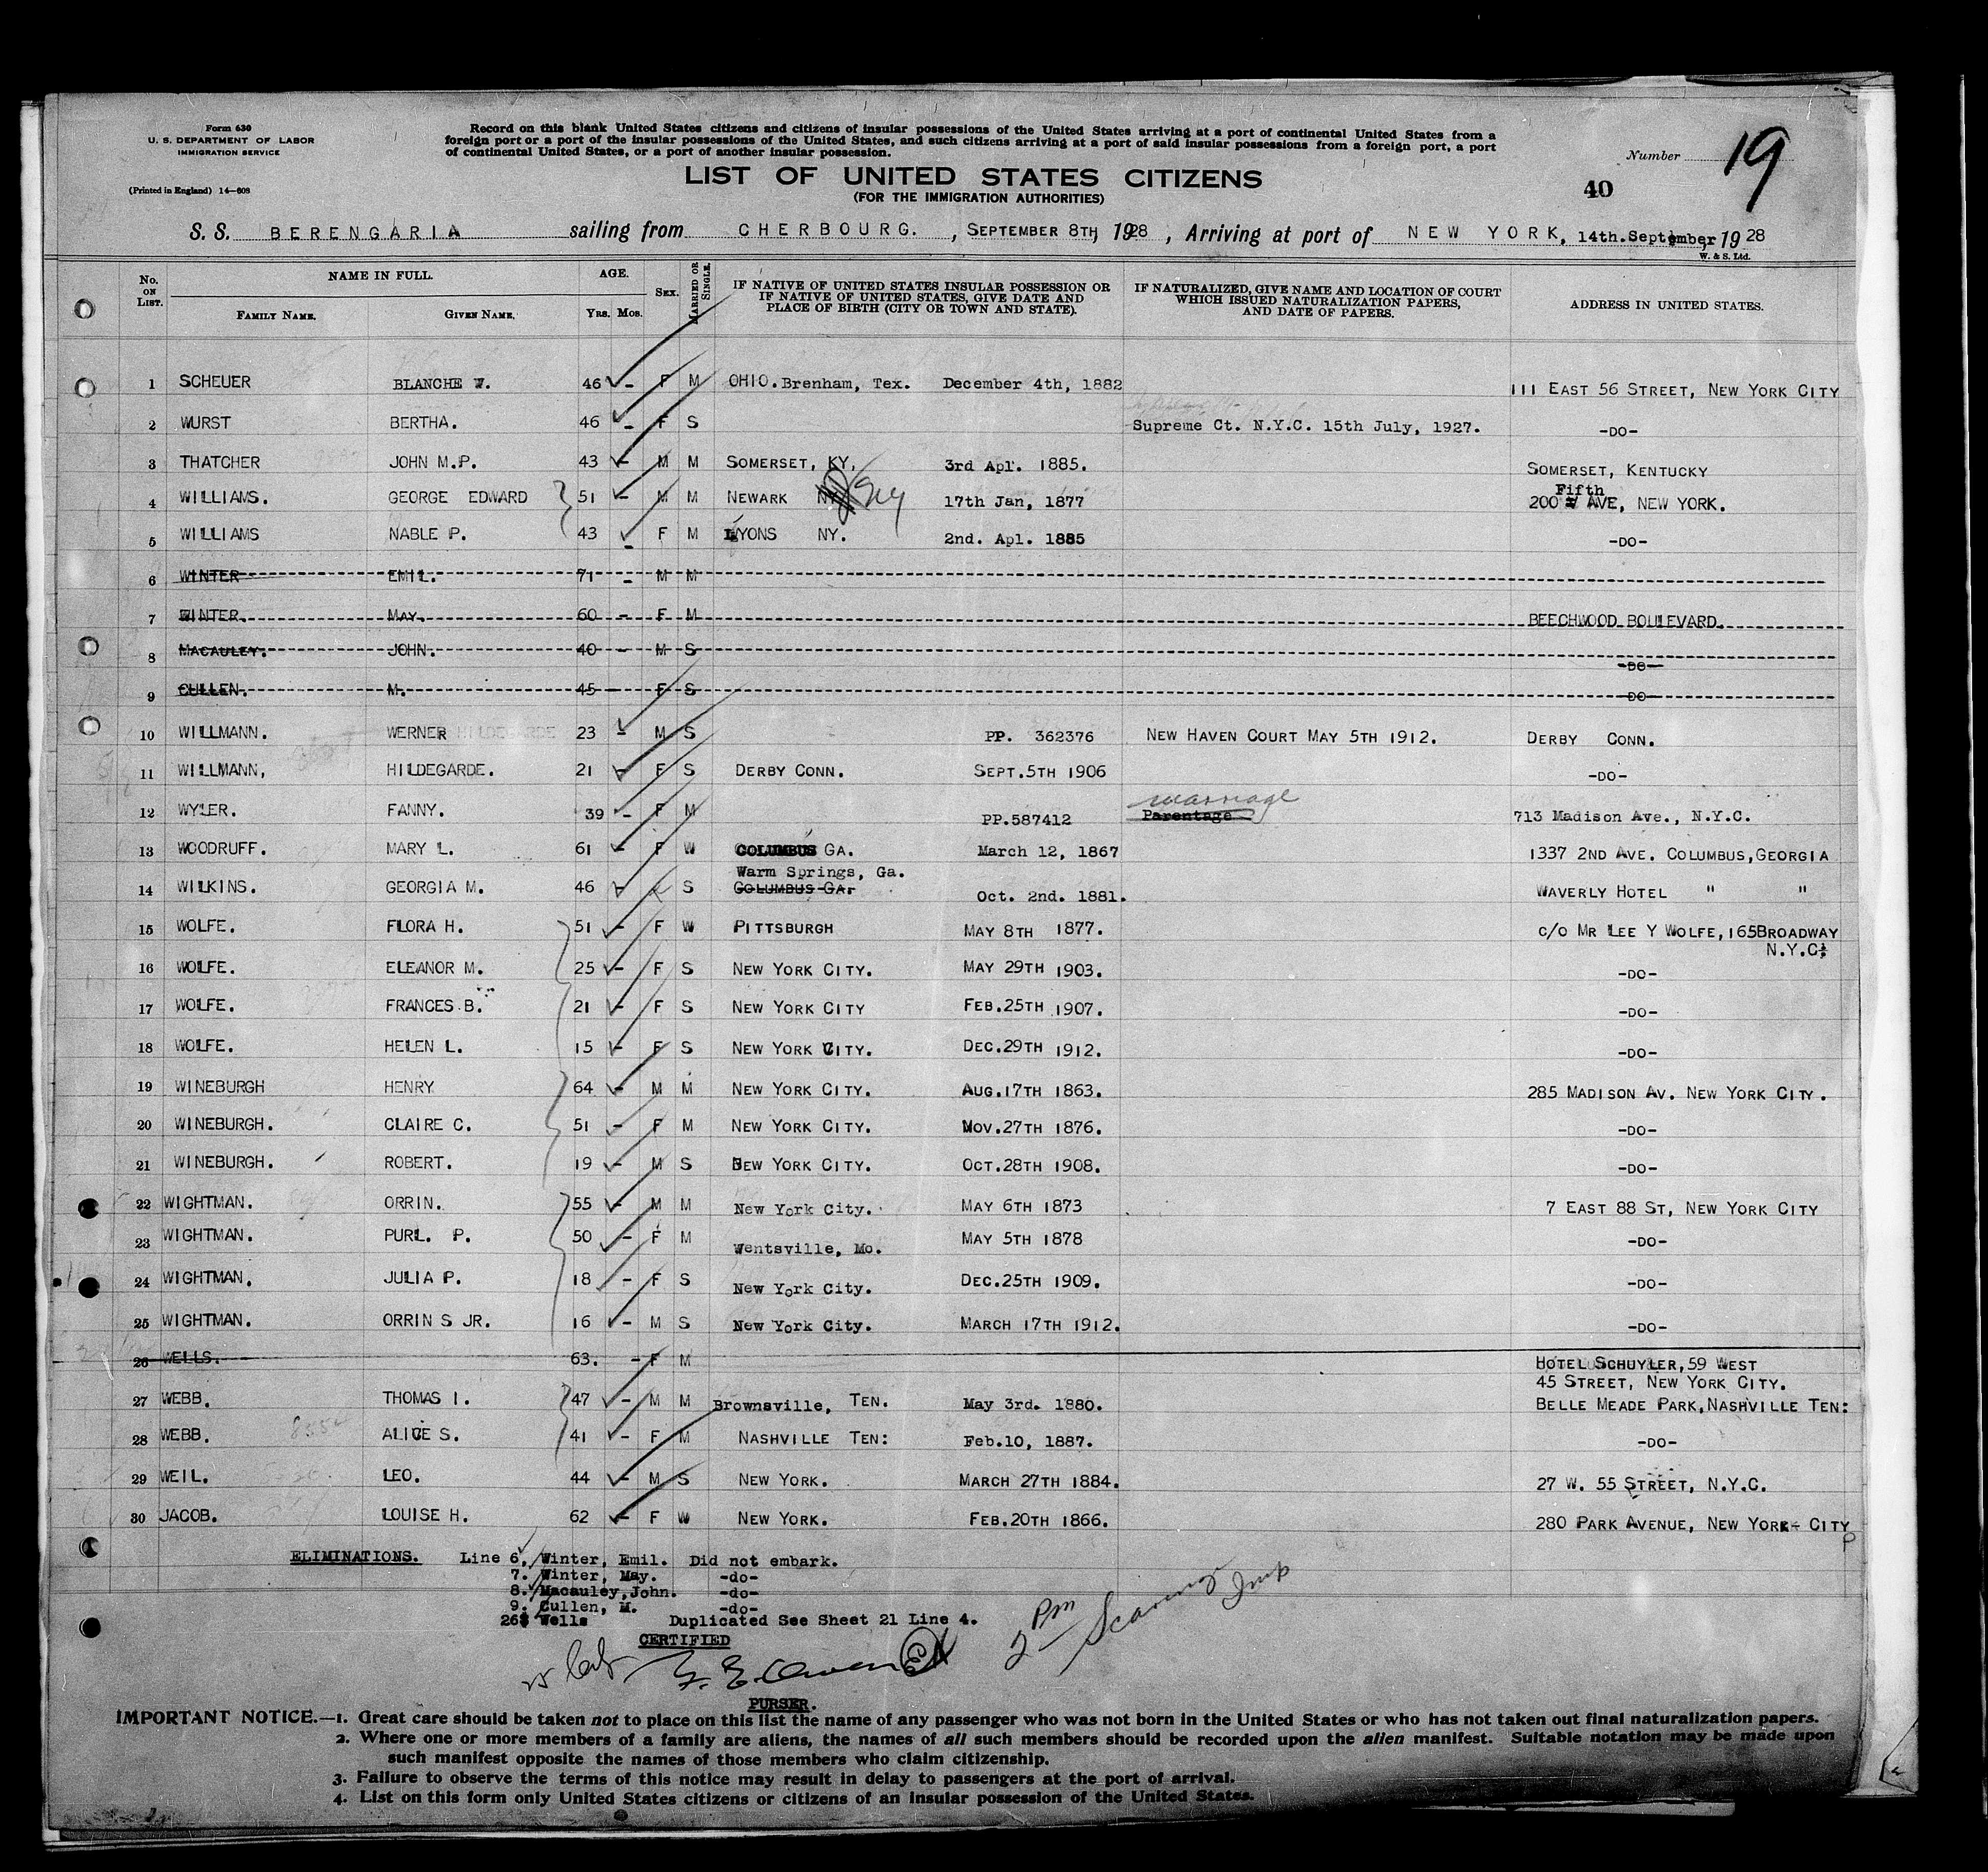 Form 630
U. S. DEPARTMENT OF LABOR
IMMIGRATION SERVICE
(Printed in England) 14—608
Record on this blank United States citizens and citizens of insular possessions of the United States arriving at a port of continental United States from a
foreign port or a port of the insular possessions of the United States, and such citizens arriving at a port of said insular possessions from a foreign port, a port
of continental United States, or a port of another insular possession.
LIST OF UNITED STATES CITIZENS
(FOR THE IMMIGRATION AUTHORITIES)
Number 19
40
S. S. BERENGARIA sailing from CHERBOURG. , SEPTEMBER 8TH, 1928 , Arriving at port of NEW YORK, 14th. September 19 28
W. & S. Ltd.
No. ON LIST. NAME IN FULL. FAMILY NAME. GIVEN NAME. AGE. Yrs. Mos. SEX. MARRIED OR SINGLE. IF NATIVE OF UNITED STATES INSULAR POSSESSION OR IF NATIVE OF UNITED STATES, GIVE DATE AND PLACE OF BIRTH (CITY OR TOWN AND STATE). IF NATURALIZED, GIVE NAME AND LOCATION OF COURT WHICH ISSUED NATURALIZATION PAPERS, AND DATE OF PAPERS. ADDRESS IN UNITED STATES.
1 SCHEUER BLANCHE W. 46 - F M OHIO. Brenham, Tex. December 4th, 1882 111 EAST 56 STREET, NEW YORK CITY
2 WURST BERTHA. 46 - F S Supreme Ct. N.Y.C. 15th July, 1927. -DO-
3 THATCHER JOHN M.P. 43 - M M SOMERSET, KY, 3rd Apl. 1885. SOMERSET, KENTUCKY
4 WILLIAMS. GEORGE EDWARD 51 - M M NEWARK NY 17th Jan, 1877 200 Fifth AVE, NEW YORK.
5 WILLIAMS NABLE P. 43 - F M LYONS NY. 2nd. Apl. 1885 -DO-
6 WINTER EMIL. 71 - M M
7 WINTER. MAY. 60 - F M BEECHWOOD BOULEVARD.
8 MACAULEY. JOHN. 40 - M S -DO-
9 CULLEN. M. 45 - F S -DO-
10 WILLMANN. WERNER HILDEGARDE 23 - M S PP. 362376 NEW HAVEN COURT MAY 5TH 1912. DERBY CONN.
11 WILLMANN, HILDEGARDE. 21 - F S DERBY CONN. SEPT.5TH 1906 -DO-
12 WYLER. FANNY. 39 - F M PP.587412 marriage Parentage 713 Madison Ave., N.Y.C.
13 WOODRUFF. MARY L. 61 - F W COLUMBUS GA. March 12, 1867 1337 2ND AVE. COLUMBUS, GEORGIA
14 WILKINS. GEORGIA M. 46 - S Warm Springs, Ga. COLUMBUS GA. Oct. 2nd. 1881. WAVERLY HOTEL " "
15 WOLFE. FLORA H. 51 - F W PITTSBURGH MAY 8TH 1877. C/O MR LEE Y WOLFE, 165 BROADWAY
N.Y.C.
16 WOLFE. ELEANOR M. 25 - F S NEW YORK CITY. MAY 29TH 1903. -DO-
17 WOLFE. FRANCES.B. 21 - F S NEW YORK CITY FEB.25TH 1907. -DO-
18 WOLFE. HELEN L. 15 - F S NEW YORK CITY. DEC.29TH 1912. -DO-
19 WINEBURGH HENRY 64 - M M NEW YORK CITY. AUG.17TH 1863. 285 MADISON AV. NEW YORK CITY.
20 WINEBURGH. CLAIRE C. 51 - F M NEW YORK CITY. NOV.27TH 1876. -DO-
21 WINEBURGH. ROBERT. 19 - M S NEW YORK CITY. OCT.28TH 1908. -DO-
22 WIGHTMAN. ORRIN. 55 - M M New York City. MAY 6TH 1873 7 EAST 88 ST, NEW YORK CITY
23 WIGHTMAN. PURL. P. 50 - F M Wentsville, Mo. MAY 5TH 1878 -DO-
24 WIGHTMAN. JULIA P. 18 - F S New York City. DEC.25TH 1909. -DO-
25 WIGHTMAN. ORRIN S JR. 16 - M S New York City. MARCH 17TH 1912. -DO-
26 WELLS. 63. - F M HOTEL SCHUYLER, 59 WEST
45 STREET, NEW YORK CITY.
27 WEBB. THOMAS I. 47 - M M Brownsville, TEN. May 3rd. 1880. BELLE MEADE PARK, NASHVILLE TEN:
28 WEBB. ALICE S. 41 - F M NASHVILLE TEN: Feb.10, 1887. -DO-
29 WEIL. LEO. 44 - M S NEW YORK. MARCH 27TH 1884. 27 W. 55 STREET, N.Y.C.
30 JACOB. LOUISE H. 62 - F W NEW YORK. FEB.20TH 1866. 280 PARK AVENUE, NEW YORK- CITY
ELIMINATIONS. Line 6, Winter, Emil. Did not embark.
7. Winter, May. -do-
8. Macauley, John. -do-
9. Cullen, M. -do-
26 Wells Duplicated See Sheet 21 Line 4.
CERTIFIED
2 Pm
PURSER.
IMPORTANT NOTICE.—1. Great care should be taken not to place on this list the name of any passenger who was not born in the United States or who has not taken out final naturalization papers.
2. Where one or more members of a family are aliens, the names of all such members should be recorded upon the alien manifest. Suitable notation may be made upon
such manifest opposite the names of those members who claim citizenship.
3. Failure to observe the terms of this notice may result in delay to passengers at the port of arrival.
4. List on this form only United States citizens or citizens of an insular possession of the United States.